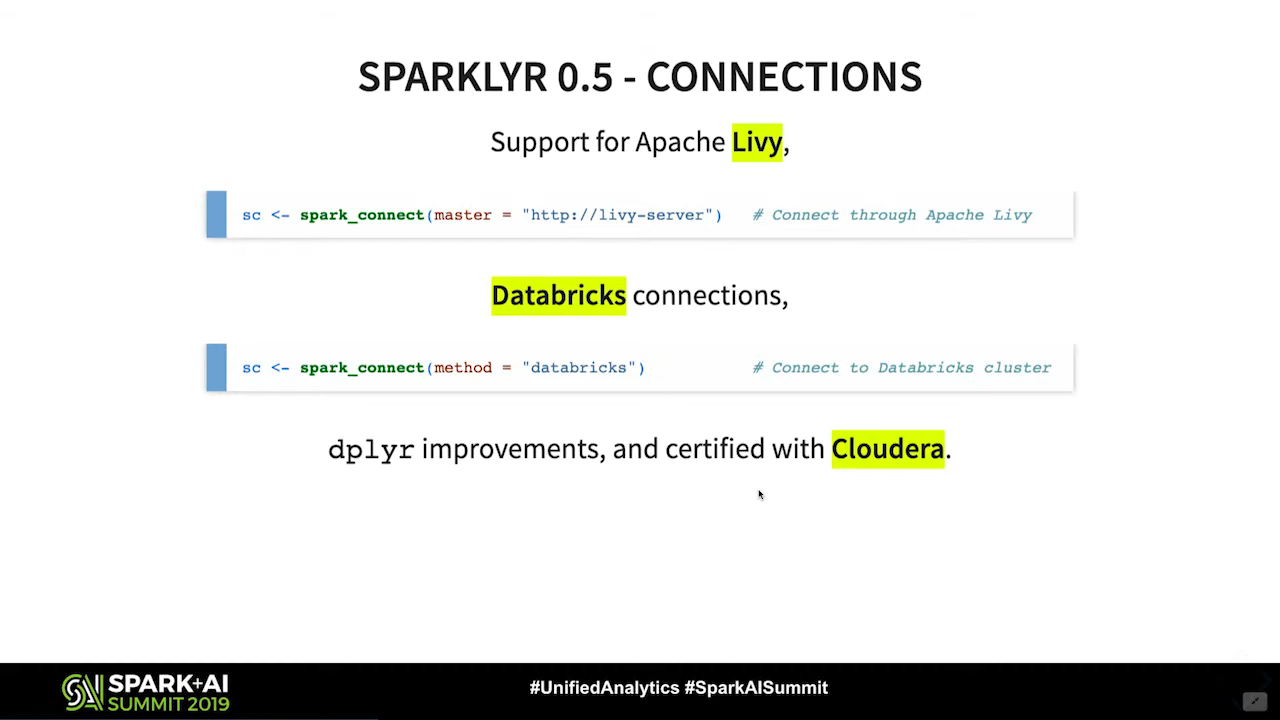 SPARKLYR 0.5 - CONNECTIONS
Support for Apache Livy,
sc <- spark_connect(master = "http://livy-server")   # Connect through Apache Livy
Databricks connections,
sc <- spark_connect(method = "databricks")           # Connect to Databricks cluster
dplyr improvements, and certified with Cloudera.
SPARK+AI
SUMMIT 2019
#UnifiedAnalytics #SparkAISummit